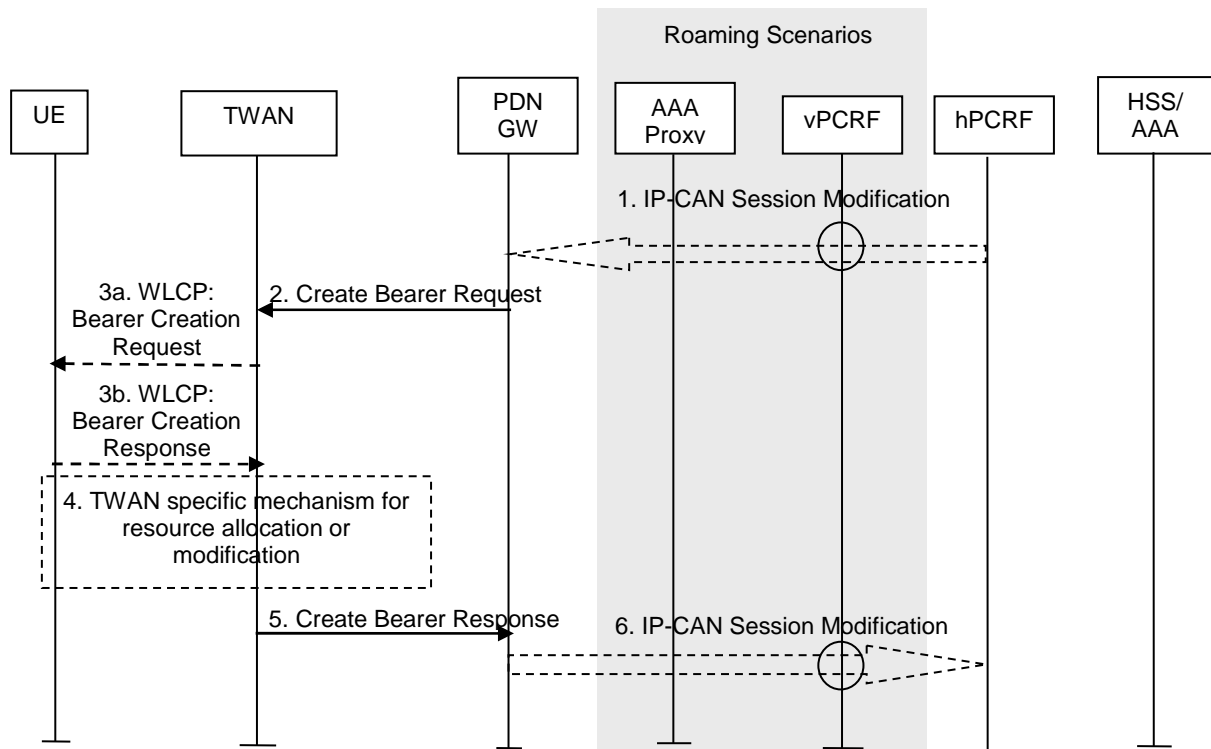 Roaming Scenarios
UE
TWAN
PDN
GW
AAA
Proxy
vPCRF
hPCRF
HSS/
AAA
1. IP-CAN Session Modification
2. Create Bearer Request
3a. WLCP:
Bearer Creation
Request
3b. WLCP:
Bearer Creation
Response
4. TWAN specific mechanism for
resource allocation or
modification
5. Create Bearer Response
6. IP-CAN Session Modification